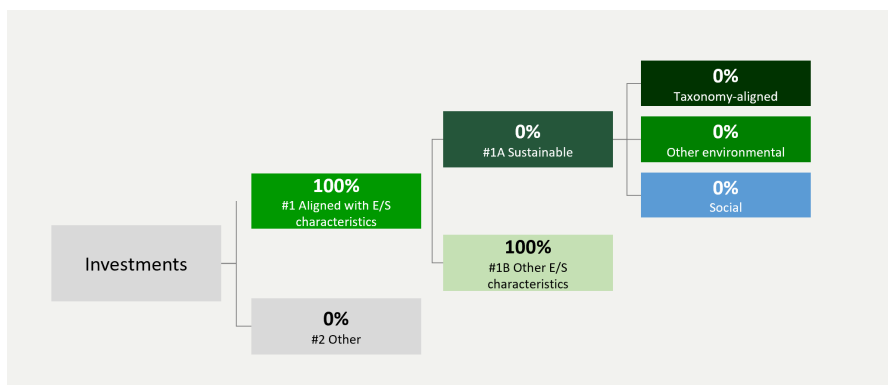 Investments
100%
#1 Aligned with E/S
characteristics
0%
#2 Other
0%
#1A Sustainable
100%
#1B Other E/S
characteristics
0%
Taxonomy-aligned
0%
Other environmental
0%
Social